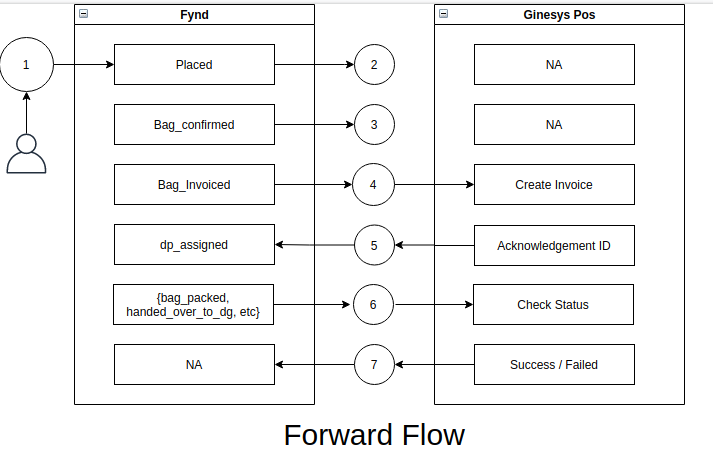 Fynd
Ginesys Pos
1
Placed
2
NA
Bag_confirmed
3
NA
Bag_Invoiced
4
Create Invoice
dp_assigned
5
Acknowledgement ID
{bag_packed,
handed_over_to_dg, etc}
6
Check Status
NA
7
Success / Failed
Forward Flow